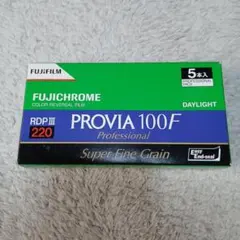 FUJIFILM
5本入
FUJICHROME
COLOR REVERSAL FILM
DAYLIGHT
RDPIII
220
PROVIA 100F
Professional
Super Fine Grain
Easy
End-seal